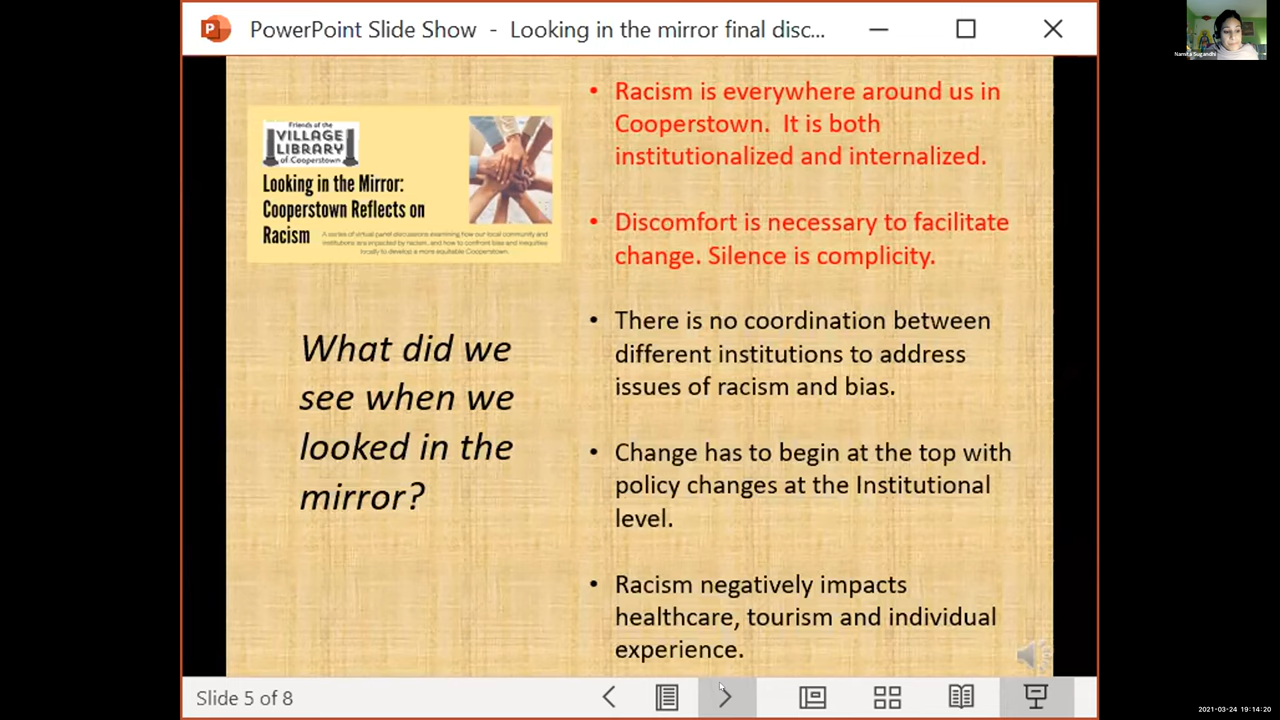 PowerPoint Slide Show - Looking in the mirror final disc...
Friends of the
VILLAGE
LIBRARY
of Cooperstown
Looking in the Mirror:
Cooperstown Reflects on
Racism
A series of virtual panel discussions examining how our local community and
institutions are impacted by racism, and how to confront bias and inequities
locally to develop a more equitable Cooperstown.
What did we
see when we
looked in the
mirror?
• Racism is everywhere around us in
Cooperstown. It is both
institutionalized and internalized.
• Discomfort is necessary to facilitate
change. Silence is complicity.
• There is no coordination between
different institutions to address
issues of racism and bias.
• Change has to begin at the top with
policy changes at the Institutional
level.
• Racism negatively impacts
healthcare, tourism and individual
experience.
Slide 5 of 8
Namita Sugandhi
2021-03-24 19:14:20